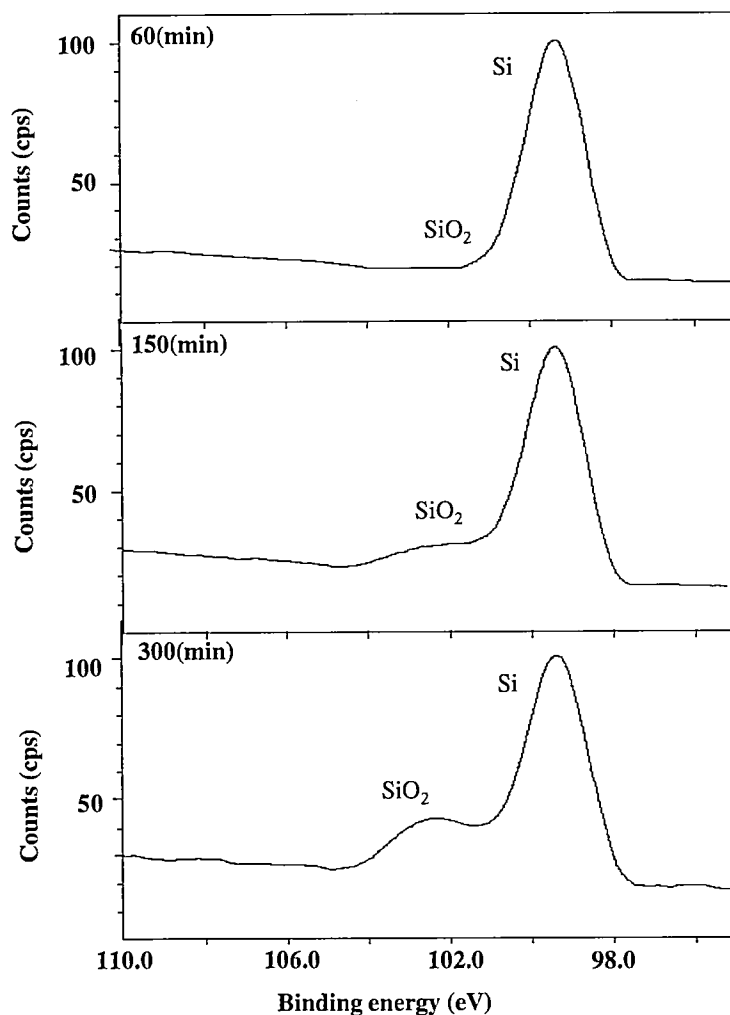 60(min)
100
Si
50
SiO2
Counts (cps)
150(min)
100
Si
50
SiO2
Counts (cps)
300(min)
100
Si
50
SiO2
Counts (cps)
110.0 106.0 102.0 98.0
Binding energy (eV)